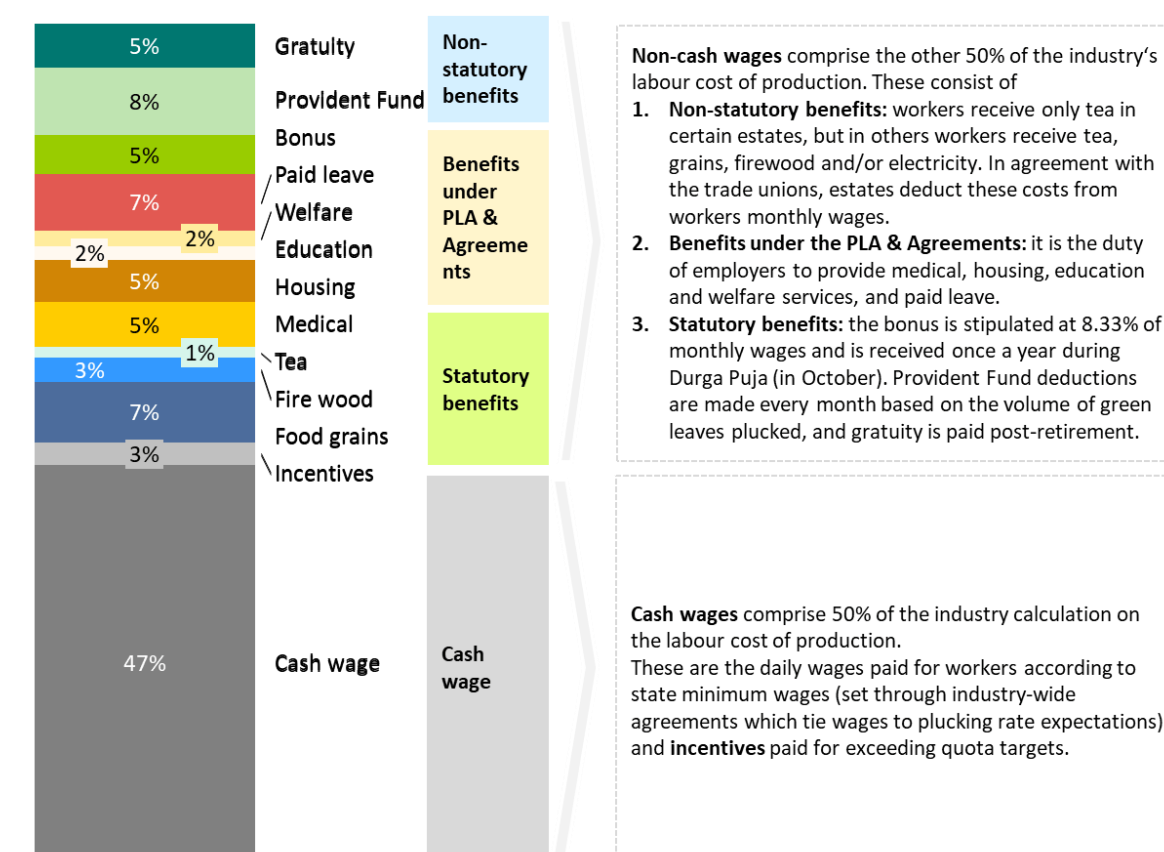 5%
8%
5%
7%
2%
2%
5%
5%
1%
3%
7%
3%
47%
Gratuity
Provident Fund
Bonus
Paid leave
Welfare
Education
Housing
Medical
Tea
Fire wood
Food grains
Incentives
Cash wage
Non-
statutory
benefits
Benefits
under
PLA &
Agreeme
nts
Statutory
benefits
Cash
wage
Non-cash wages comprise the other 50% of the industry‘s
labour cost of production. These consist of
1. Non-statutory benefits: workers receive only tea in
certain estates, but in others workers receive tea,
grains, firewood and/or electricity. In agreement with
the trade unions, estates deduct these costs from
workers monthly wages.
2. Benefits under the PLA & Agreements: it is the duty
of employers to provide medical, housing, education
and welfare services, and paid leave.
3. Statutory benefits: the bonus is stipulated at 8.33% of
monthly wages and is received once a year during
Durga Puja (in October). Provident Fund deductions
are made every month based on the volume of green
leaves plucked, and gratuity is paid post-retirement.
Cash wages comprise 50% of the industry calculation on
the labour cost of production.
These are the daily wages paid for workers according to
state minimum wages (set through industry-wide
agreements which tie wages to plucking rate expectations)
and incentives paid for exceeding quota targets.